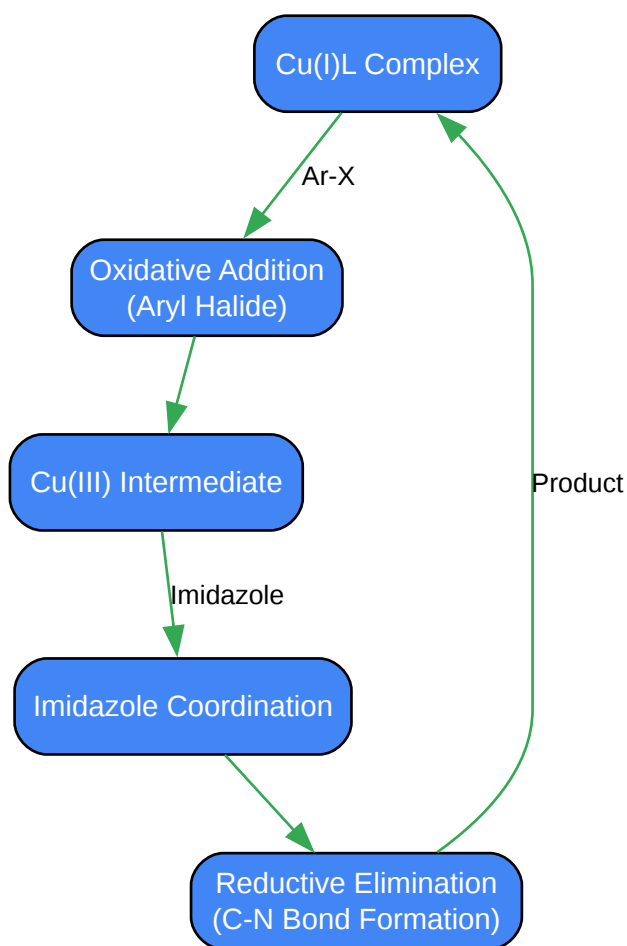 Cu(I)L Complex
Ar-X
Oxidative Addition
(Aryl Halide)
Cu(III) Intermediate
Product
Imidazole
Imidazole Coordination
Reductive Elimination
(C-N Bond Formation)